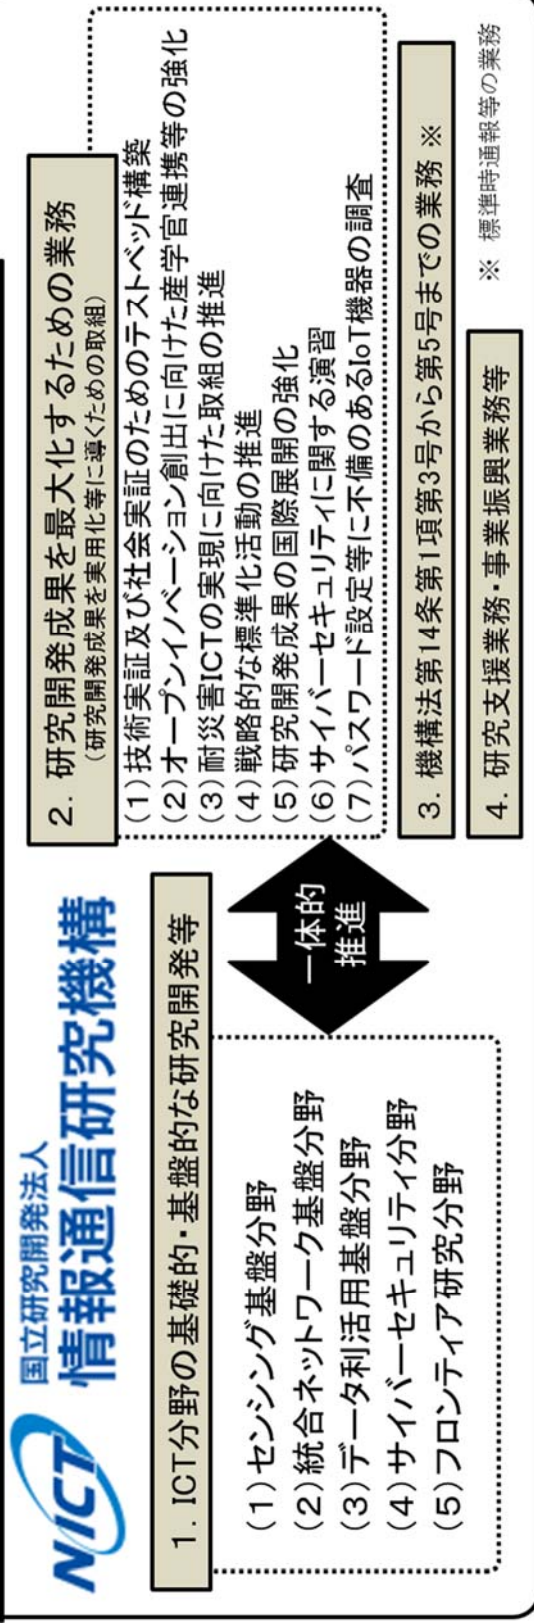 NICT
国立研究開発法人
情報通信研究機構
1. ICT分野の基礎的・基盤的な研究開発等
(1)センシング基盤分野
(2)統合ネットワーク基盤分野
(3)データ利活用基盤分野
(4)サイバーセキュリティ分野
(5)フロンティア研究分野
一体的
推進
2. 研究開発成果を最大化するための業務
(研究開発成果を実用化等に導くための取組)
(1)技術実証及び社会実証のためのテストベッド構築
(2)オープンイノベーション創出に向けた産学官連携等の強化
(3)耐災害ICTの実現に向けた取組の推進
(4)戦略的な標準化活動の推進
(5)研究開発成果の国際展開の強化
(6)サイバーセキュリティに関する演習
(7)パスワード設定等に不備のあるIoT機器の調査
3. 機構法第14条第1項第3号から第5号までの業務 ※
4. 研究支援業務・事業振興業務等
※ 標準時通報等の業務